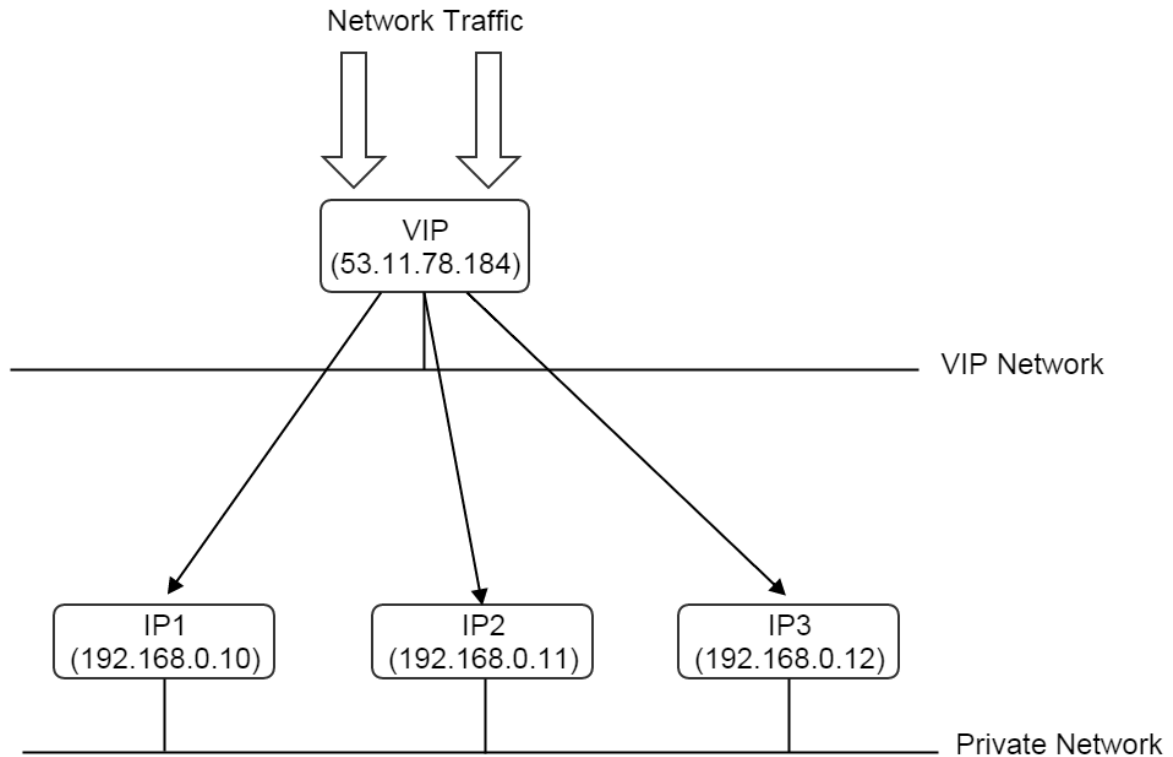 Network Traffic
VIP
(53.11.78.184)
VIP Network
IP1
(192.168.0.10)
IP2
(192.168.0.11)
IP3
(192.168.0.12)
Private Network